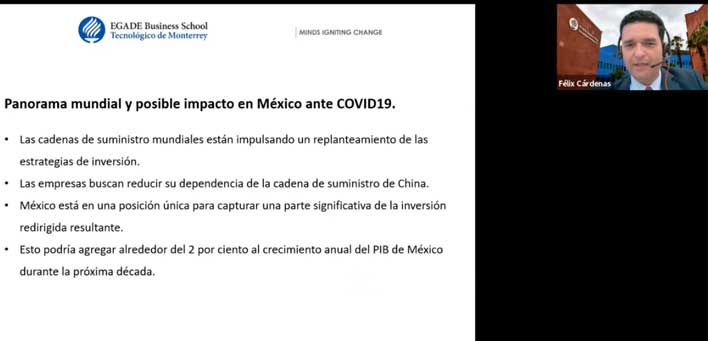 EGADE Business School
Tecnológico de Monterrey
MINDS IGNITING CHANGE
Félix Cárdenas
Panorama mundial y posible impacto en México ante COVID19.
• Las cadenas de suministro mundiales están impulsando un replanteamiento de las
estrategias de inversión.
• Las empresas buscan reducir su dependencia de la cadena de suministro de China.
• México está en una posición única para capturar una parte significativa de la inversión
redirigida resultante.
• Esto podría agregar alrededor del 2 por ciento al crecimiento anual del PIB de México
durante la próxima década.